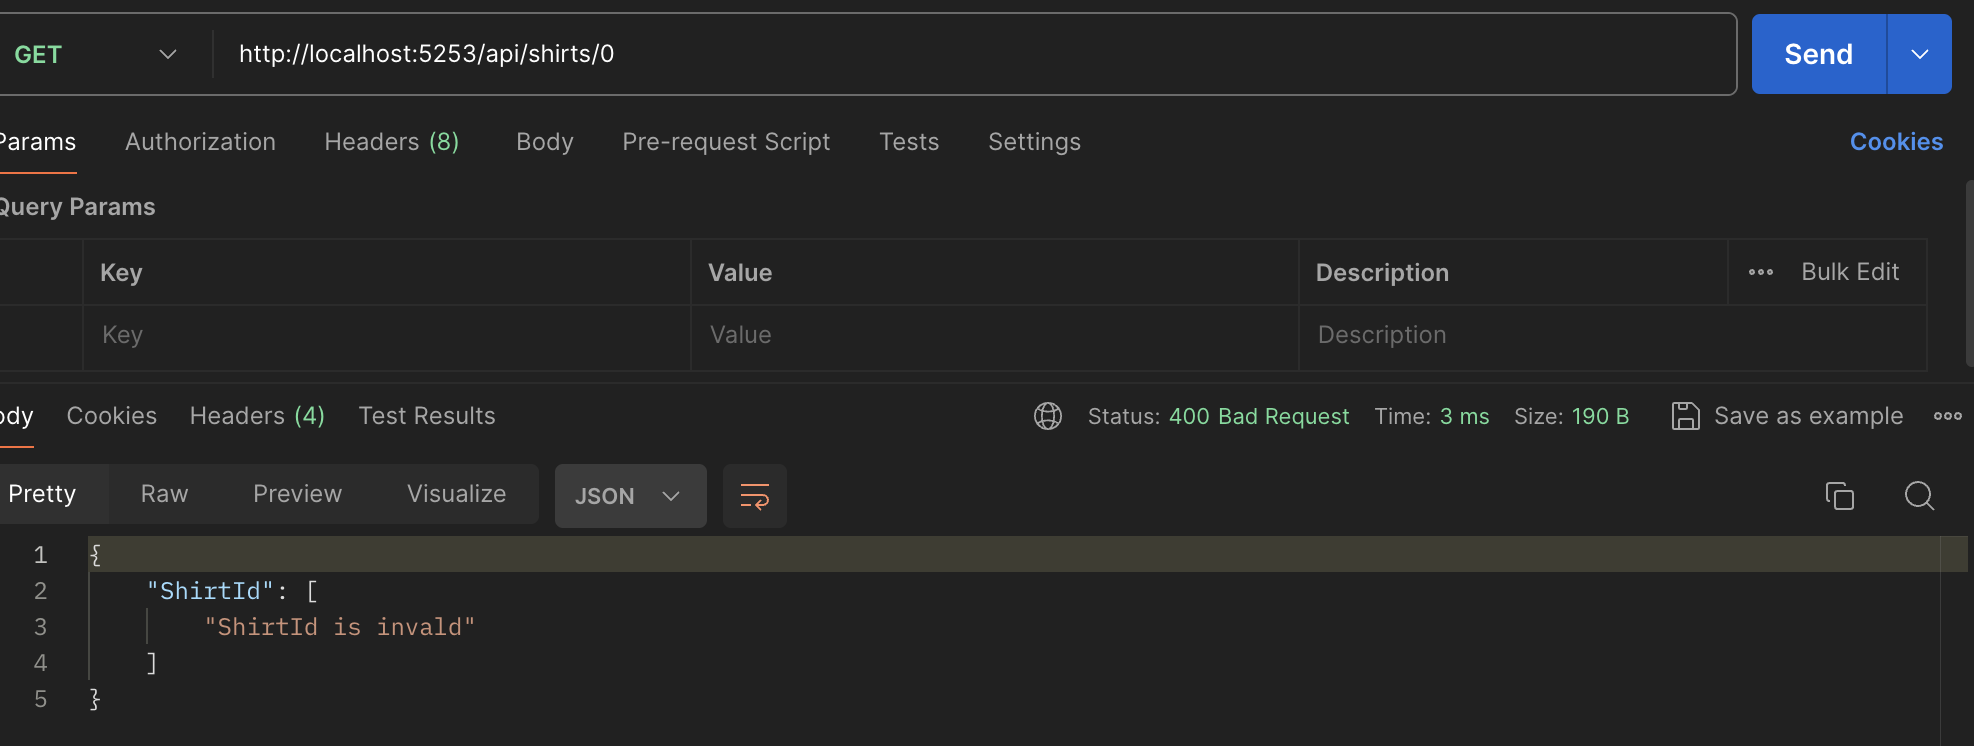 GET http://localhost:5253/api/shirts/0 Send
Params Authorization Headers (8) Body Pre-request Script Tests Settings Cookies
Query Params
Key Value Description Bulk Edit
Key Value Description
ody Cookies Headers (4) Test Results Status: 400 Bad Request Time: 3 ms Size: 190 B Save as example
Pretty Raw Preview Visualize JSON
1 {
2 "ShirtId": [
3 "ShirtId is invald"
4 ]
5 }